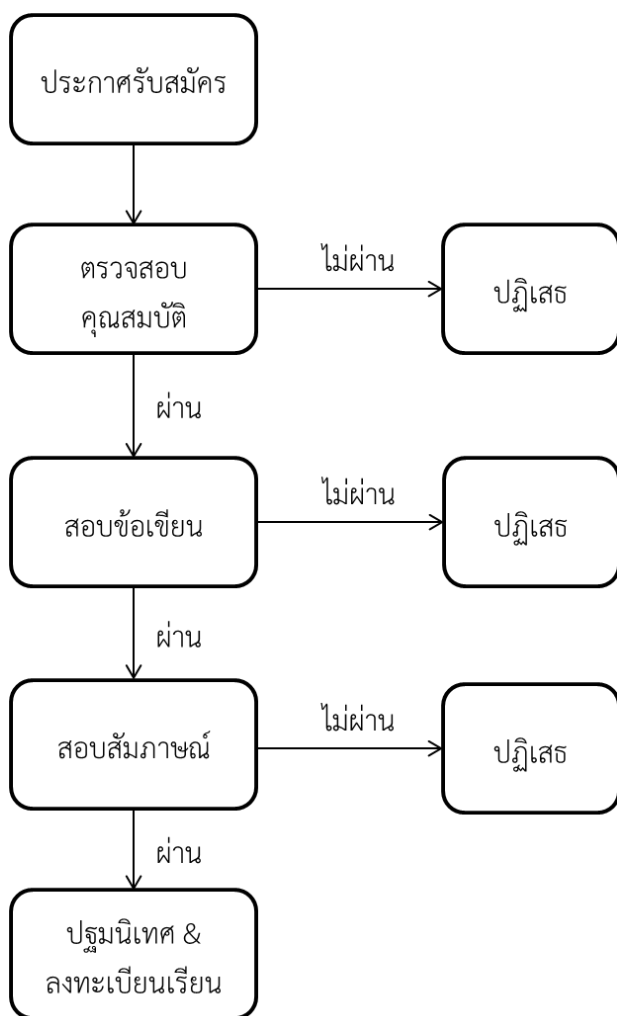 ประกาศรับสมัคร
ตรวจสอบ
คุณสมบัติ
ไม่ผ่าน
ปฏิเสธ
ผ่าน
สอบข้อเขียน
ไม่ผ่าน
ปฏิเสธ
ผ่าน
สอบสัมภาษณ์
ไม่ผ่าน
ปฏิเสธ
ผ่าน
ปฐมนิเทศ &
ลงทะเบียนเรียน